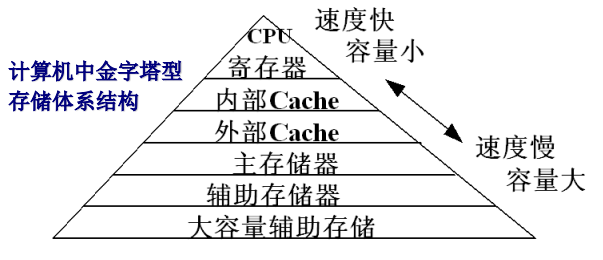 CPU
寄存器
内部Cache
外部Cache
主存储器
辅助存储器
大容量辅助存储
计算机中金字塔型
存储体系结构
速度快
容量小
速度慢
容量大